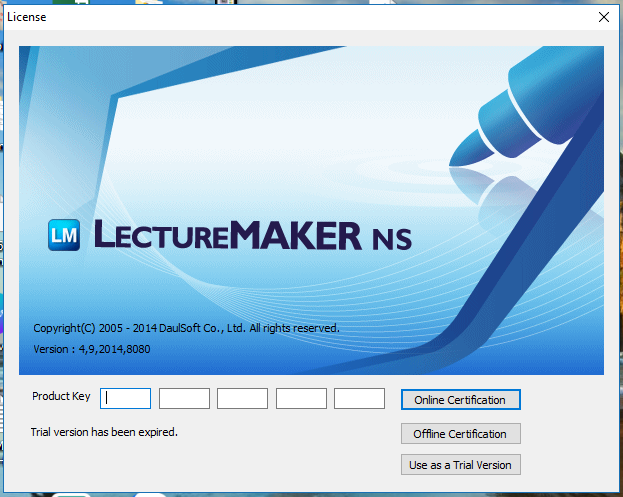 License
LM LECTUREMAKER NS
Copyright(C) 2005 - 2014 DaulSoft Co., Ltd. All rights reserved.
Version : 4,9,2014,8080
Product Key
Online Certification
Trial version has been expired.
Offline Certification
Use as a Trial Version